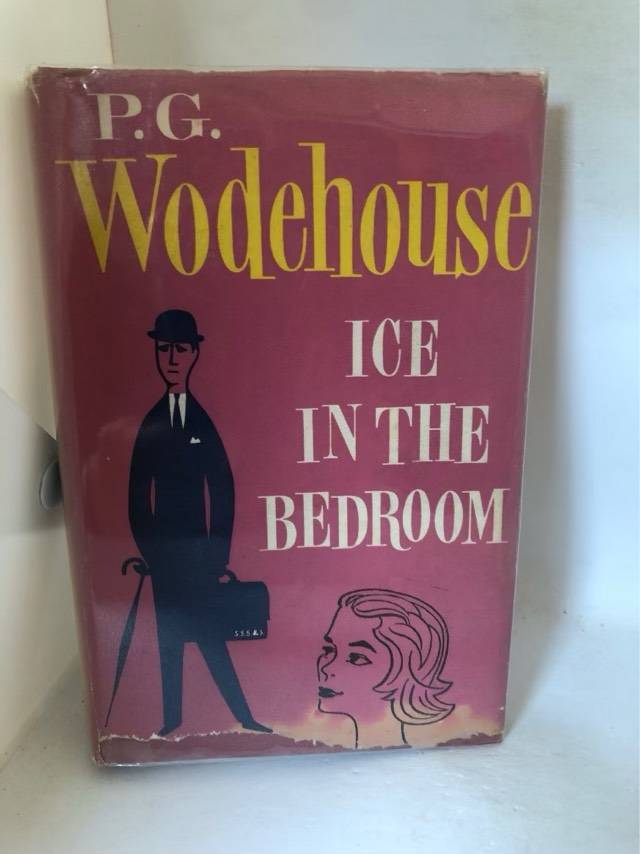 P.G.
Wodehouse
ICE
IN THE
BEDROOM
S.S.S & S.